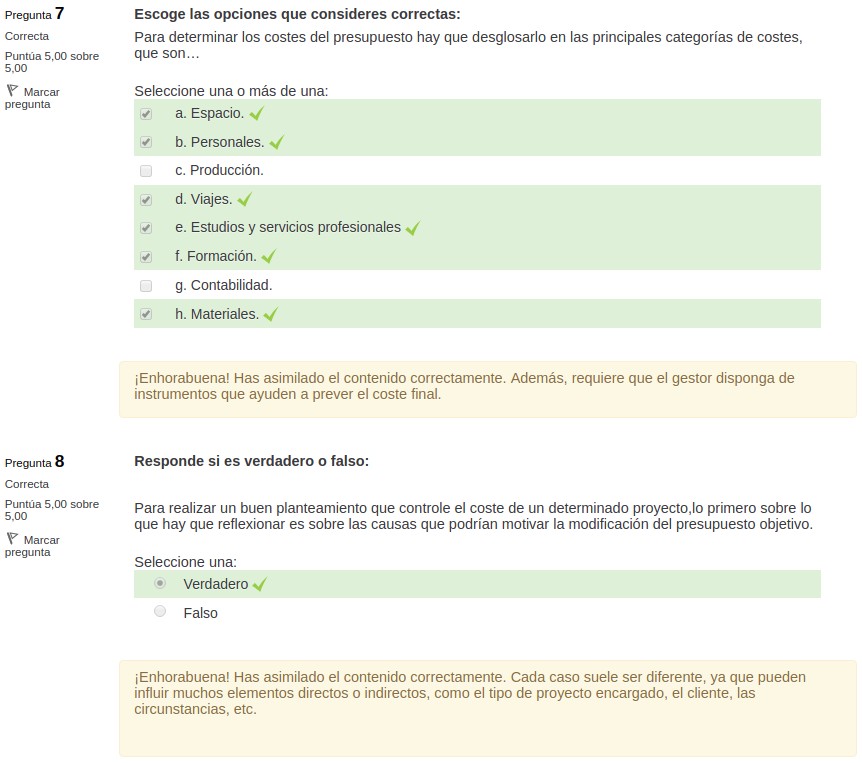 Pregunta 7
Correcta
Puntúa 5,00 sobre
5,00
Marcar
pregunta
Escoge las opciones que consideres correctas:
Para determinar los costes del presupuesto hay que desglosarlo en las principales categorías de costes,
que son…
Seleccione una o más de una:
a. Espacio.
b. Personales.
c. Producción.
d. Viajes.
e. Estudios y servicios profesionales
f. Formación.
g. Contabilidad.
h. Materiales.
¡Enhorabuena! Has asimilado el contenido correctamente. Además, requiere que el gestor disponga de
instrumentos que ayuden a prever el coste final.
Pregunta 8
Correcta
Puntúa 5,00 sobre
5,00
Marcar
pregunta
Responde si es verdadero o falso:
Para realizar un buen planteamiento que controle el coste de un determinado proyecto,lo primero sobre lo
que hay que reflexionar es sobre las causas que podrían motivar la modificación del presupuesto objetivo.
Seleccione una:
Verdadero
Falso
¡Enhorabuena! Has asimilado el contenido correctamente. Cada caso suele ser diferente, ya que pueden
influir muchos elementos directos o indirectos, como el tipo de proyecto encargado, el cliente, las
circunstancias, etc.